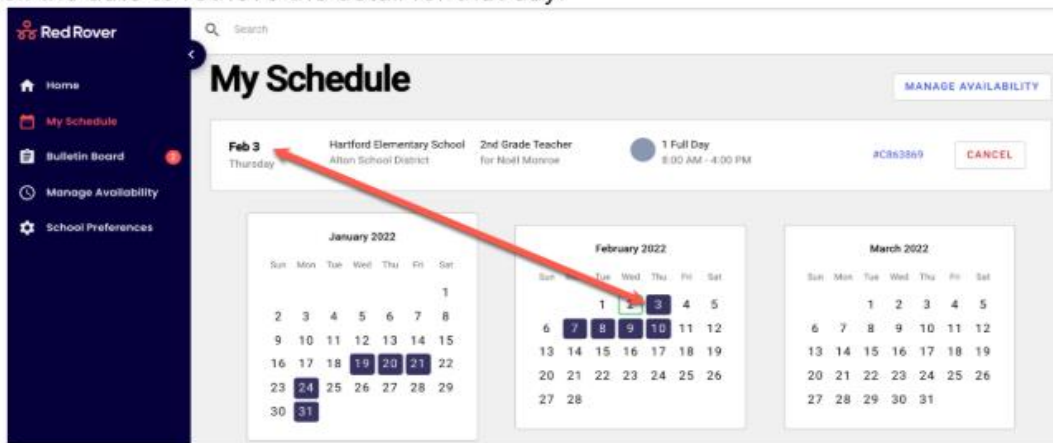 Red Rover
Search
Home
My Schedule
Bulletin Board
Manage Availability
School Preferences
My Schedule
MANAGE AVAILABILITY
Feb 3
Thursday
Hartford Elementary School
Alton School District
2nd Grade Teacher
for Noel Monroe
1 Full Day
8:00 AM - 4:00 PM
#C863869
CANCEL
January 2022
Sun Mon Tue Wed Thu Fri Sat
1
2 3 4 5 6 7 8
9 10 11 12 13 14 15
16 17 18 19 20 21 22
23 24 25 26 27 28 29
30 31
February 2022
Sun Tue Wed Thu Fri Sat
1 2 3 4 5
6 7 8 9 10 11 12
13 14 15 16 17 18 19
20 21 22 23 24 25 26
27 28
March 2022
Sun Mon Tue Wed Thu Fri Sat
1 2 3 4 5
6 7 8 9 10 11 12
13 14 15 16 17 18 19
20 21 22 23 24 25 26
27 28 29 30 31